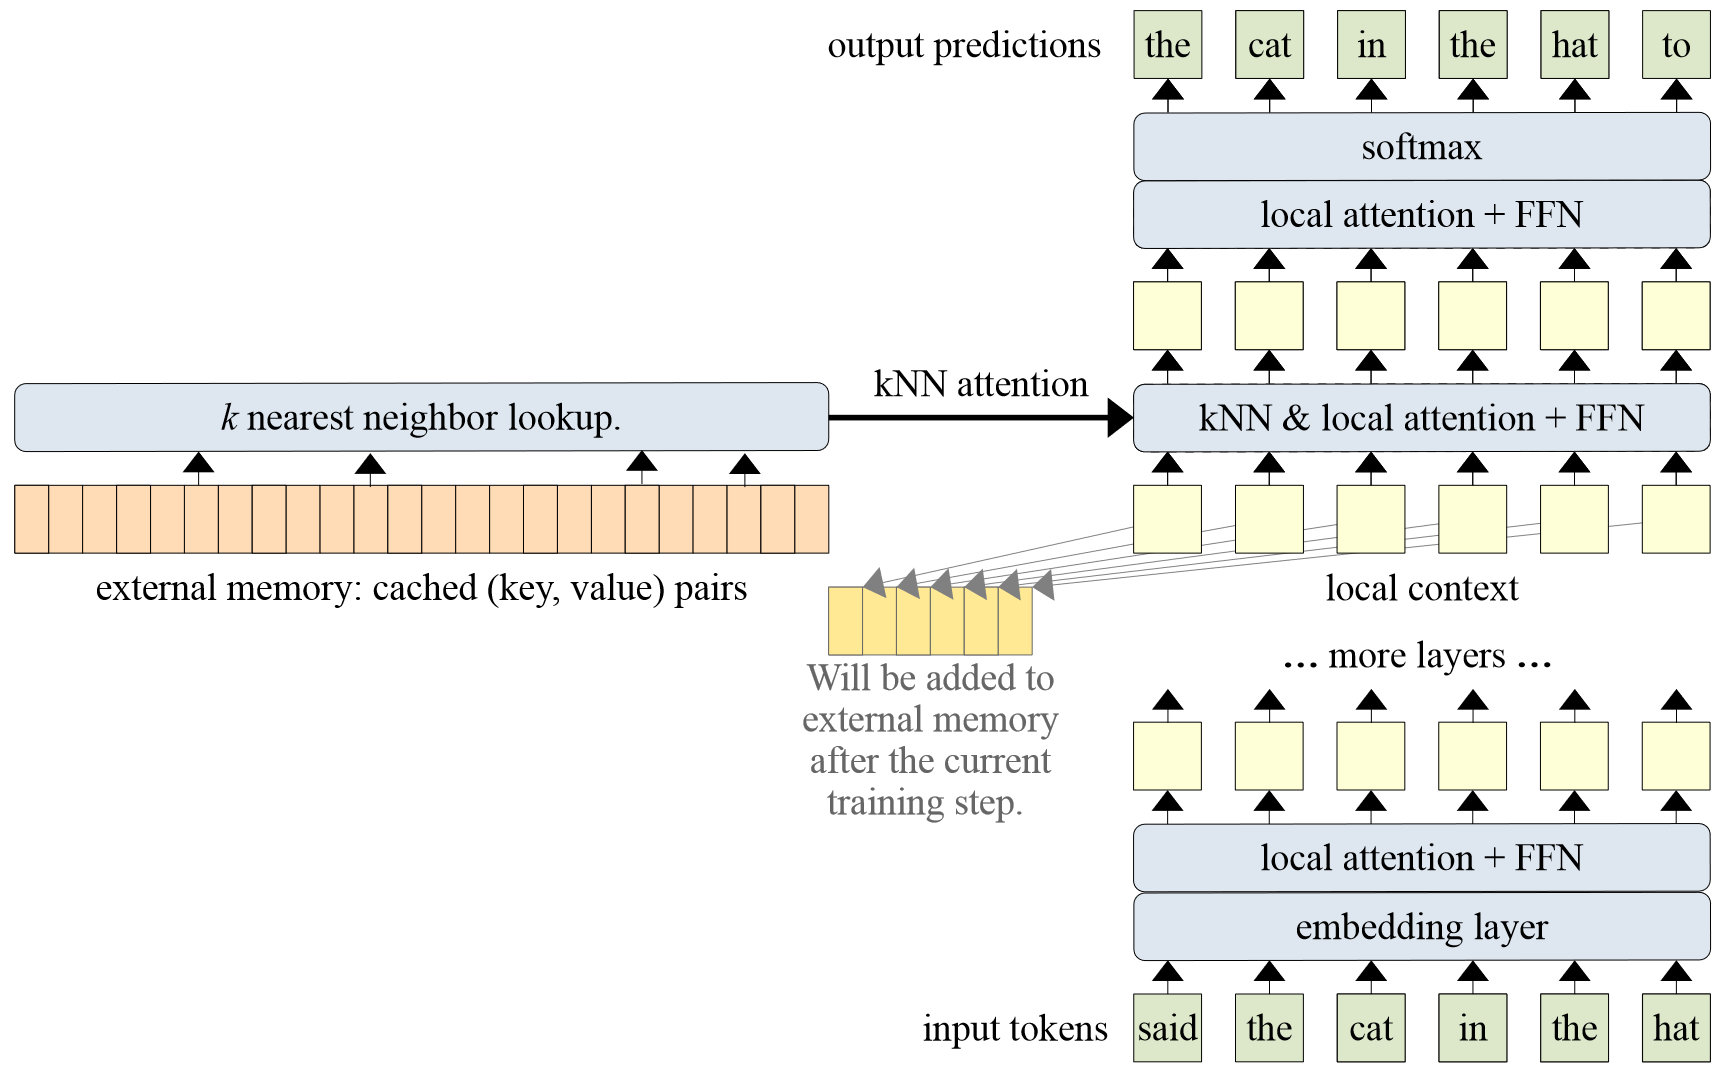 output predictions
the cat in the hat to
softmax
local attention + FFN
kNN attention
k nearest neighbor lookup.
kNN & local attention + FFN
external memory: cached (key, value) pairs
local context
... more layers ...
Will be added to
external memory
after the current
training step.
local attention + FFN
embedding layer
input tokens
said the cat in the hat